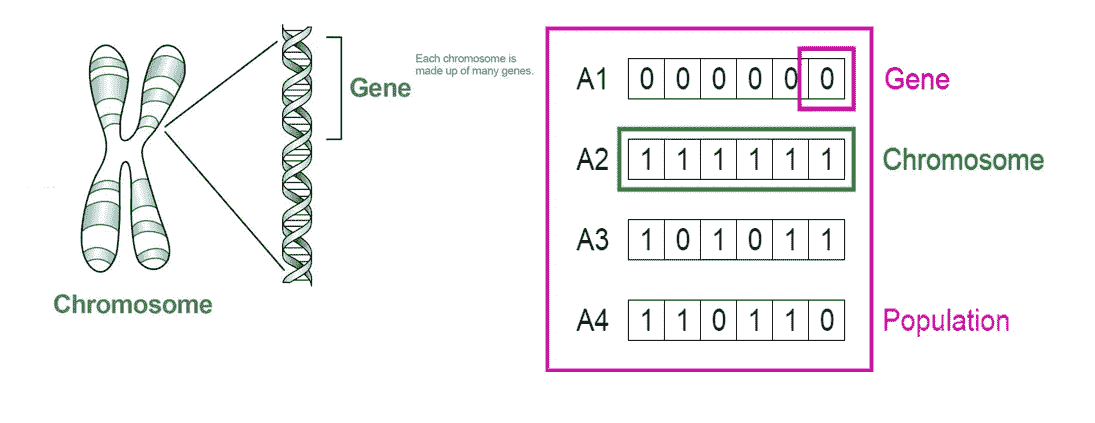 Each chromosome is
made up of many genes.
Gene
Chromosome
A1 0 0 0 0 0 0 Gene
A2 1 1 1 1 1 1 Chromosome
A3 1 0 1 0 1 1
A4 1 1 0 1 1 0 Population